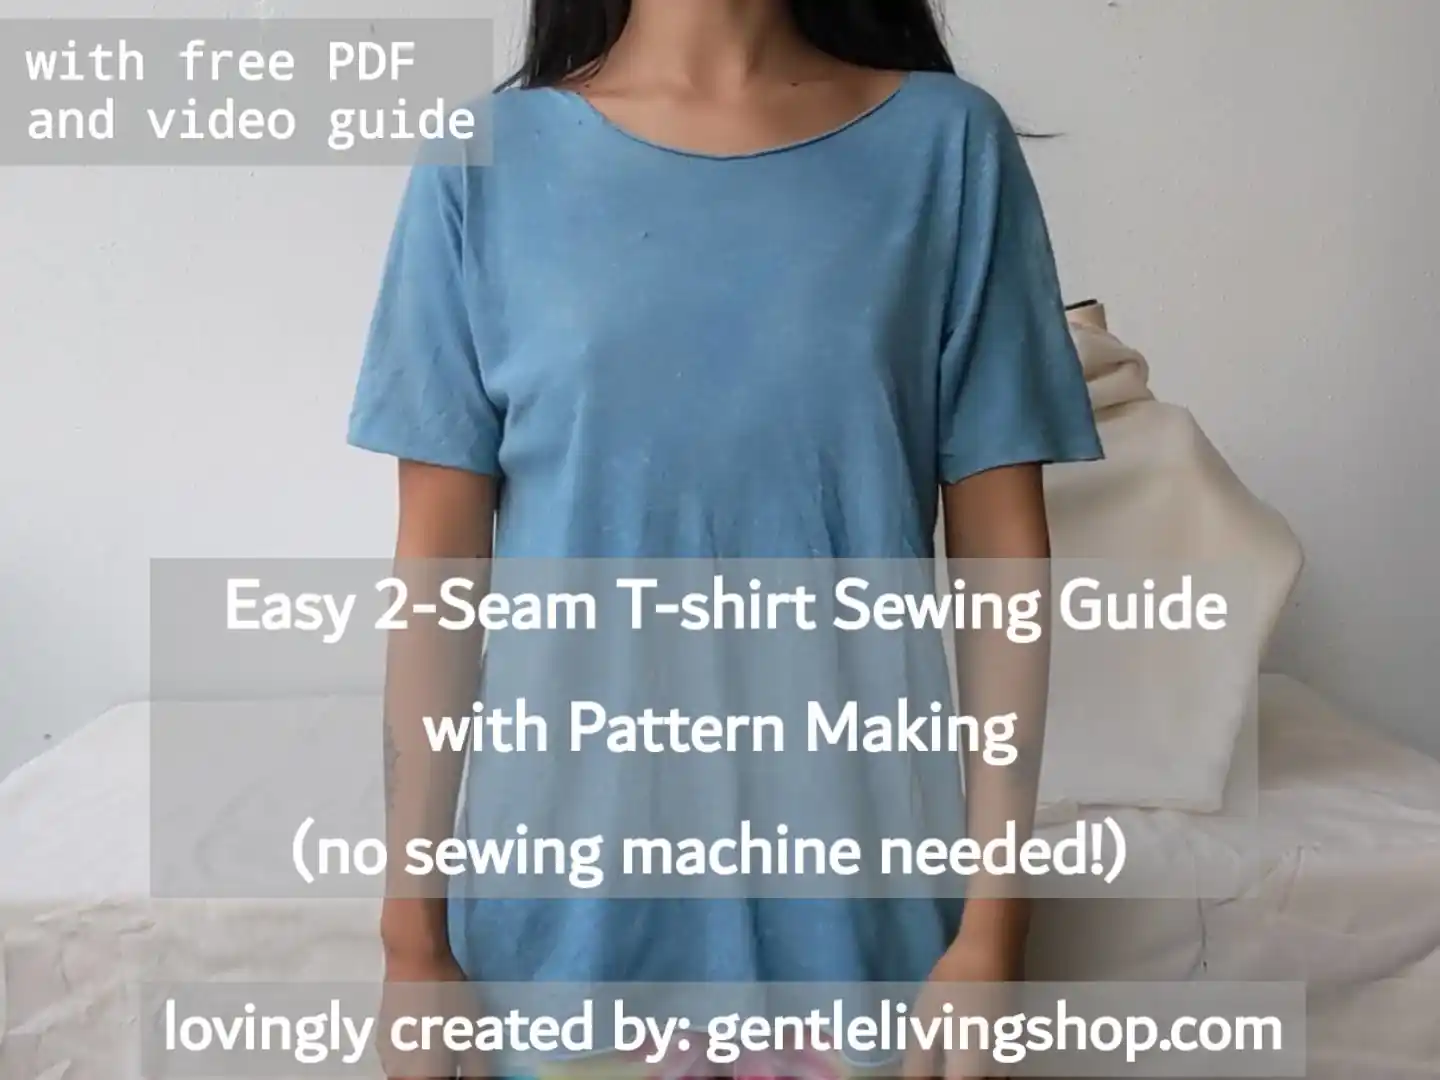 with free PDF
and video guide
Easy 2-Seam T-shirt Sewing Guide
with Pattern Making
(no sewing machine needed!)
lovingly created by: gentlelivingshop.com